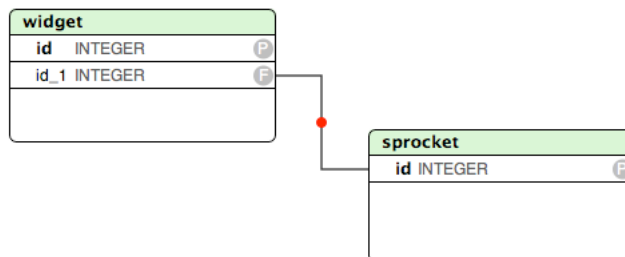 widget
id INTEGER P
id_1 INTEGER F
sprocket
id INTEGER P